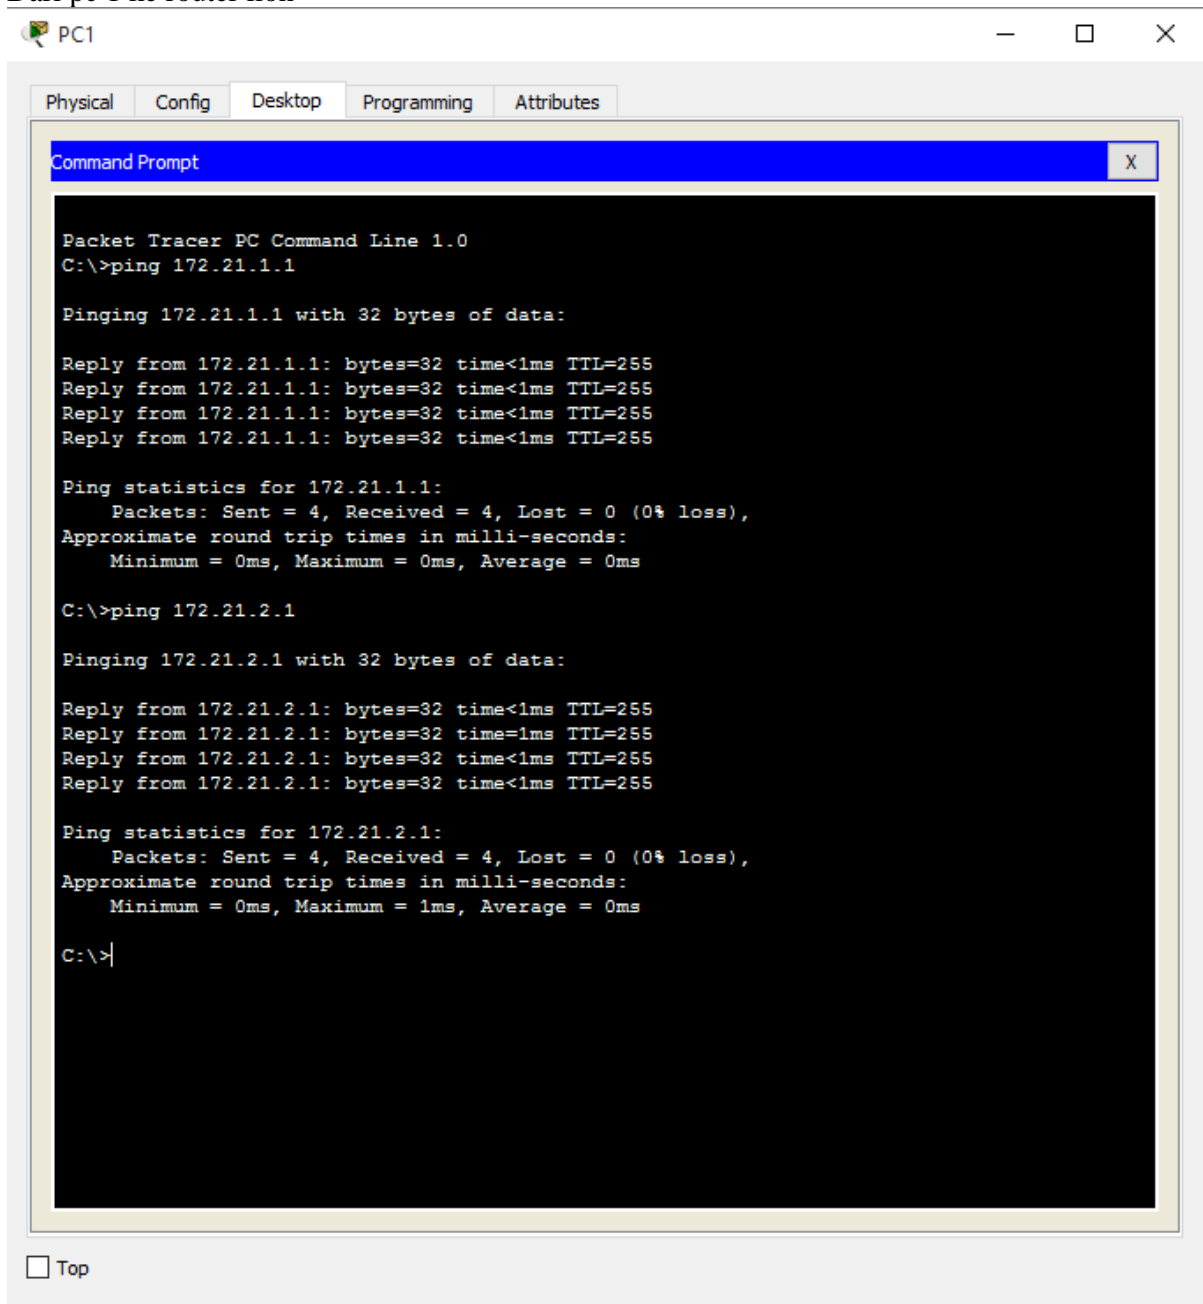 PC1
Physical Config Desktop Programming Attributes
Command Prompt X
Packet Tracer PC Command Line 1.0
C:\>ping 172.21.1.1
Pinging 172.21.1.1 with 32 bytes of data:
Reply from 172.21.1.1: bytes=32 time<1ms TTL=255
Reply from 172.21.1.1: bytes=32 time<1ms TTL=255
Reply from 172.21.1.1: bytes=32 time<1ms TTL=255
Reply from 172.21.1.1: bytes=32 time<1ms TTL=255
Ping statistics for 172.21.1.1:
Packets: Sent = 4, Received = 4, Lost = 0 (0% loss),
Approximate round trip times in milli-seconds:
Minimum = 0ms, Maximum = 0ms, Average = 0ms
C:\>ping 172.21.2.1
Pinging 172.21.2.1 with 32 bytes of data:
Reply from 172.21.2.1: bytes=32 time<1ms TTL=255
Reply from 172.21.2.1: bytes=32 time=1ms TTL=255
Reply from 172.21.2.1: bytes=32 time<1ms TTL=255
Reply from 172.21.2.1: bytes=32 time<1ms TTL=255
Ping statistics for 172.21.2.1:
Packets: Sent = 4, Received = 4, Lost = 0 (0% loss),
Approximate round trip times in milli-seconds:
Minimum = 0ms, Maximum = 1ms, Average = 0ms
C:\>
Top